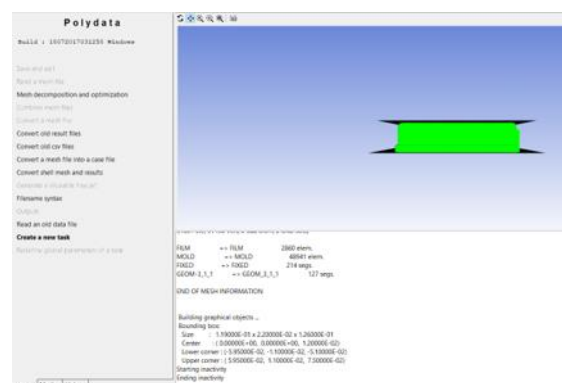 Polydata
Build : 10072017031255 Windows
Save and exit
Read a mesh file
Mesh decomposition and optimization
Combine mesh files
Convert a mesh file
Convert old result files
Convert old csv files
Convert a mesh file into a case file
Convert shell mesh and results
Filename syntax
Outputs
Read an old data file
Create a new task
Redefine global parameters of a task
FILM => FILM 2860 elem.
MOLD => MOLD 48941 elem.
FIXED => FIXED 214 segs.
GEOM-3_1_1 => GEOM_3_1_1 127 segs.
END OF MESH INFORMATION
Building graphical objects ...
Bounding box:
Size : 1.19000E-01 x 2.20000E-02 x 1.26000E-01
Center : ( 0.00000E+00, 0.00000E+00, 1.20000E-02)
Lower corner : (-5.95000E-02, -1.10000E-02, -5.10000E-02)
Upper corner : ( 5.95000E-02, 1.10000E-02, 7.50000E-02)
Starting inactivity
Ending inactivity